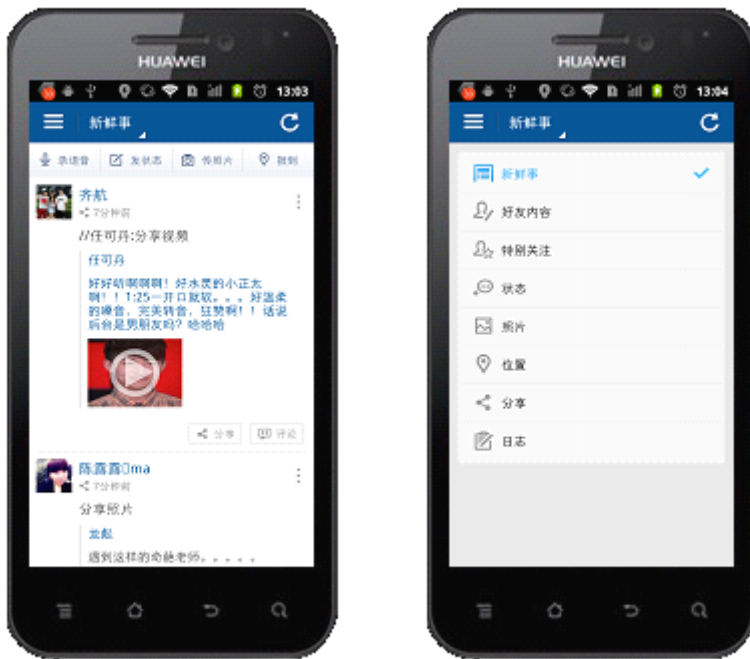 HUAWEI
13:03
新鲜事
录语音 发状态 传照片 报到
齐航
7分钟前
//任可丹:分享视频
任可丹
好好听啊啊啊！好水灵的小正太
啊！！1:25一开口就软。。。好温柔
的嗓音，完美转音，狂赞啊！！话说
后台是男朋友吗？哈哈哈
分享 评论
陈露露ma
7分钟前
分享照片
龙彪
遇到这样的奇葩老师。。。。。
HUAWEI
13:04
新鲜事
新鲜事
好友内容
特别关注
状态
照片
位置
分享
日志